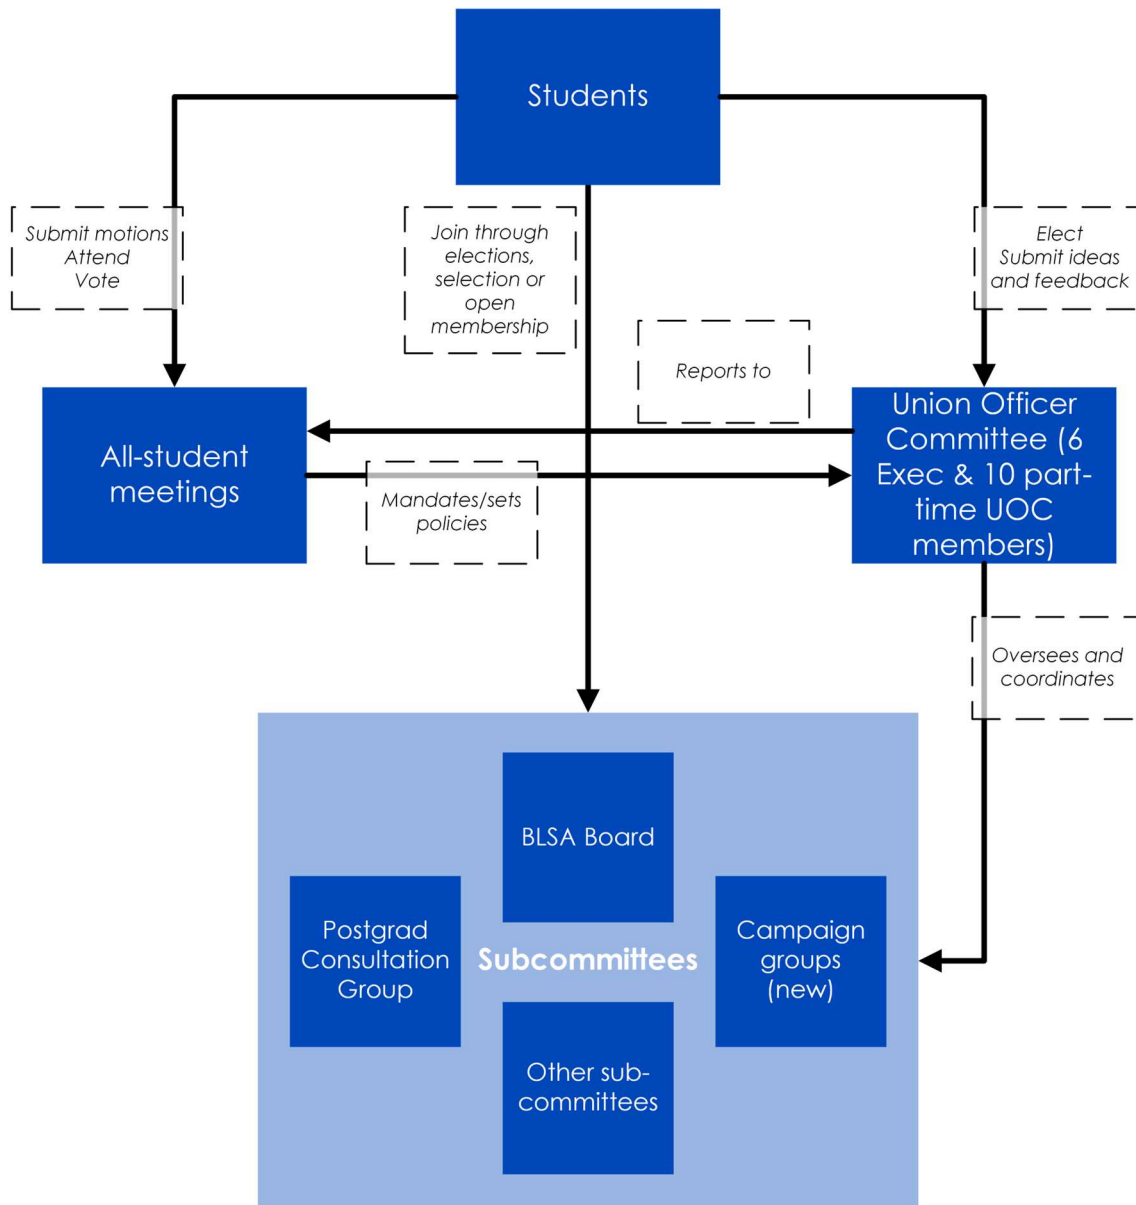 Students
Submit motions
Attend
Vote
Join through
elections,
selection or
open
membership
Elect
Submit ideas
and feedback
Reports to
All-student
meetings
Union Officer
Committee (6
Exec & 10 part-
time UOC
members)
Mandates/sets
policies
Oversees and
coordinates
BLSA Board
Postgrad
Consultation
Group
Subcommittees
Campaign
groups
(new)
Other sub-
committees